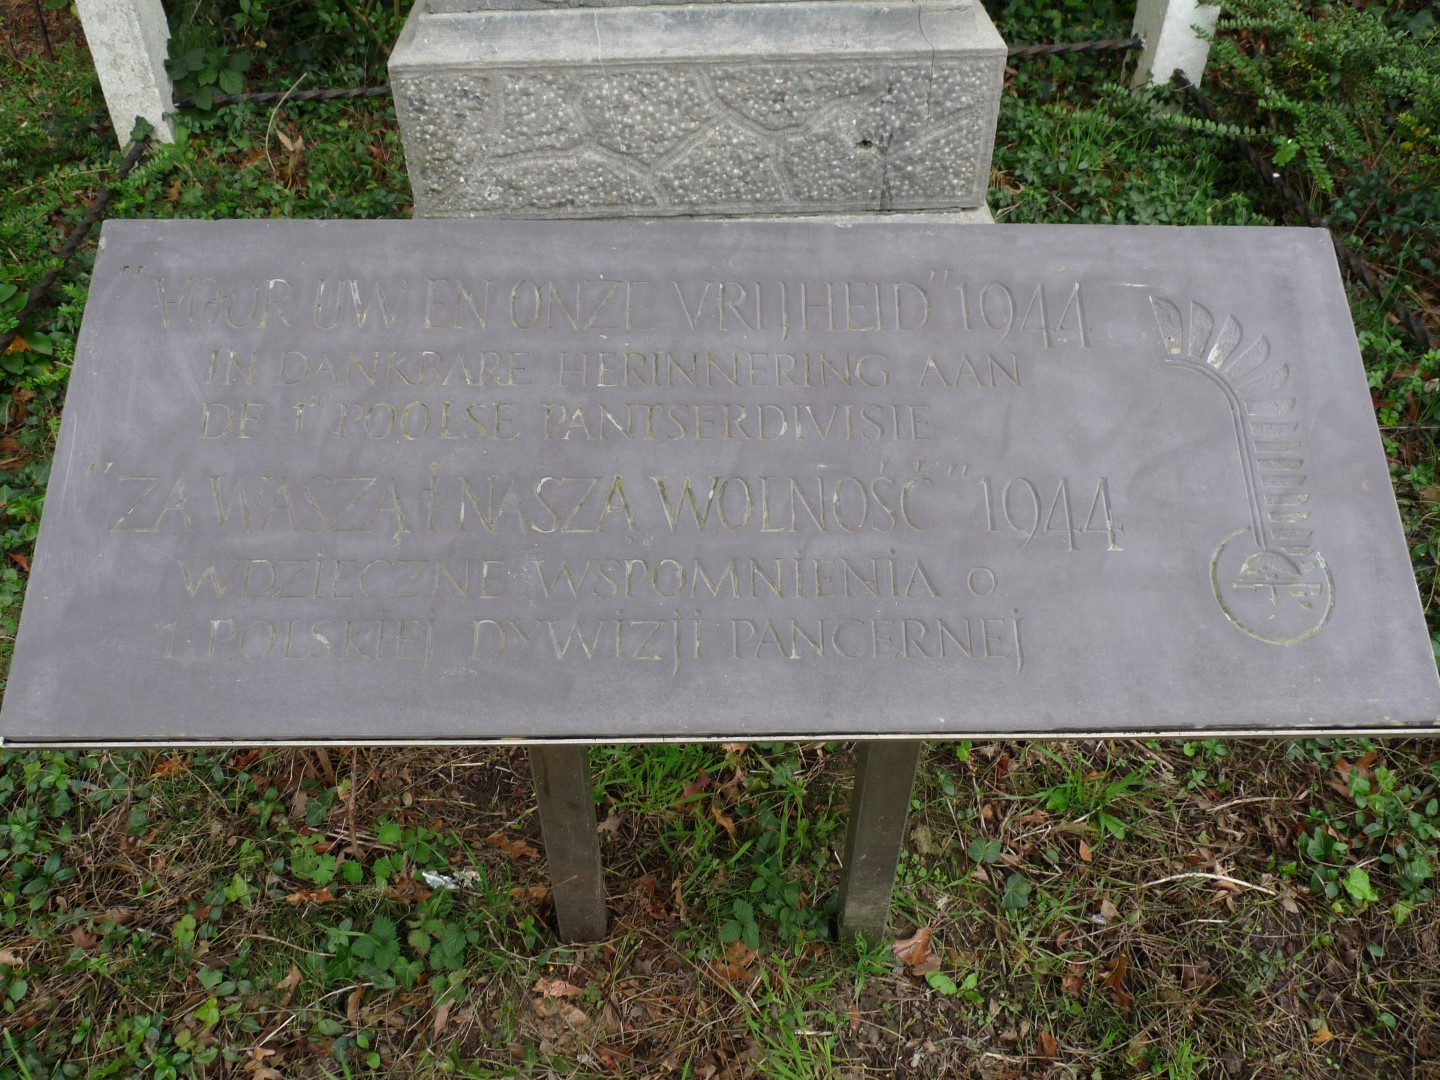 "VOOR UW EN ONZE VRIJHEID" 1944
IN DANKBARE HERINNERING AAN
DE 1e POOLSE PANTSERDIVISIE
"ZA WASZĄ i NASZĄ WOLNOŚĆ" 1944
WDZIĘCZNE WSPOMNIENIA O
1ej POLSKIEJ DYWIZJI PANCERNEJ